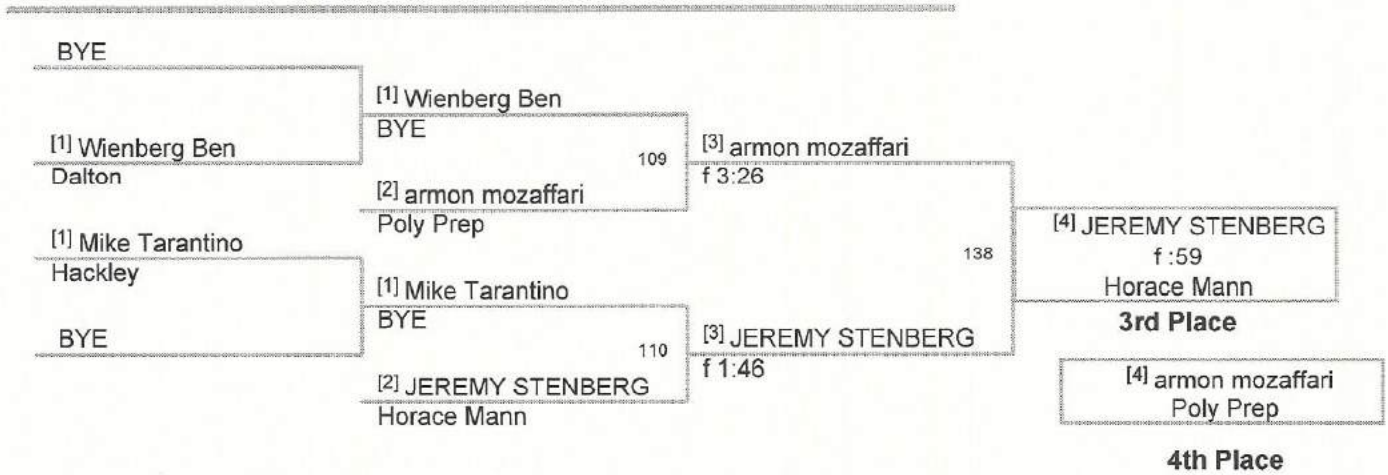 BYE
[1] Wienberg Ben
Dalton
[1] Mike Tarantino
Hackley
BYE
[1] Wienberg Ben
BYE
109
[2] armon mozaffari
Poly Prep
[1] Mike Tarantino
BYE
110
[2] JEREMY STENBERG
Horace Mann
[3] armon mozaffari
f 3:26
138
[3] JEREMY STENBERG
f 1:46
[4] JEREMY STENBERG
f :59
Horace Mann
3rd Place
[4] armon mozaffari
Poly Prep
4th Place